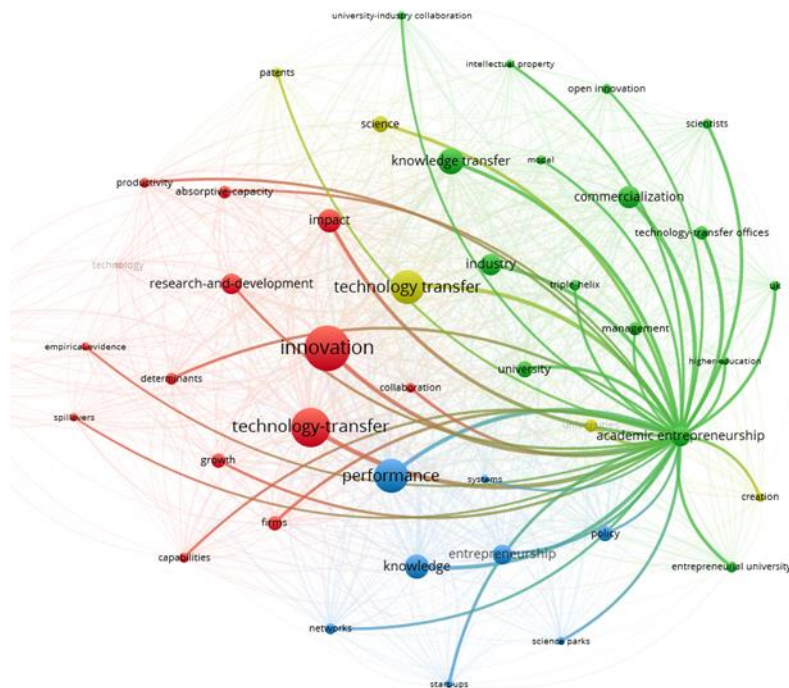 university-industry collaboration
intellectual property
patents
open innovation
science
scientists
knowledge transfer
model
productivity
absorptive-capacity
commercialization
impact
technology-transfer offices
technology
industry
research-and-development
technology transfer
triple-helix
uk
management
innovation
empirical-evidence
higher-education
university
determinants
collaboration
spillovers
technology-transfer
academic entrepreneurship
growth
performance
systems
creation
firms
policy
capabilities
knowledge
entrepreneurship
entrepreneurial university
networks
science parks
start-ups